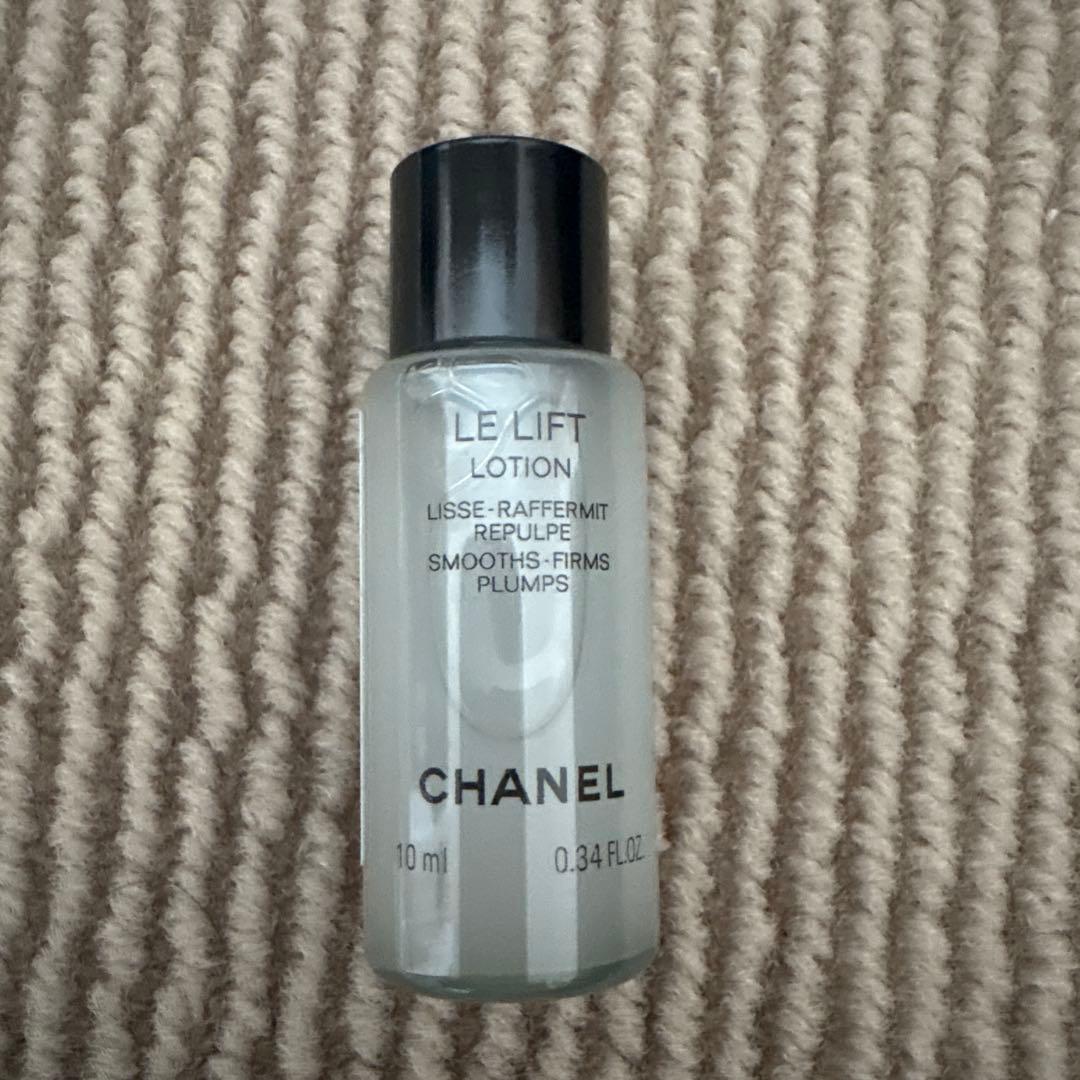 LE LIFT
LOTION
LISSE-RAFFERMIT
REPULPE
SMOOTHS-FIRMS
PLUMPS
CHANEL
10 ml 0.34 FL.OZ.